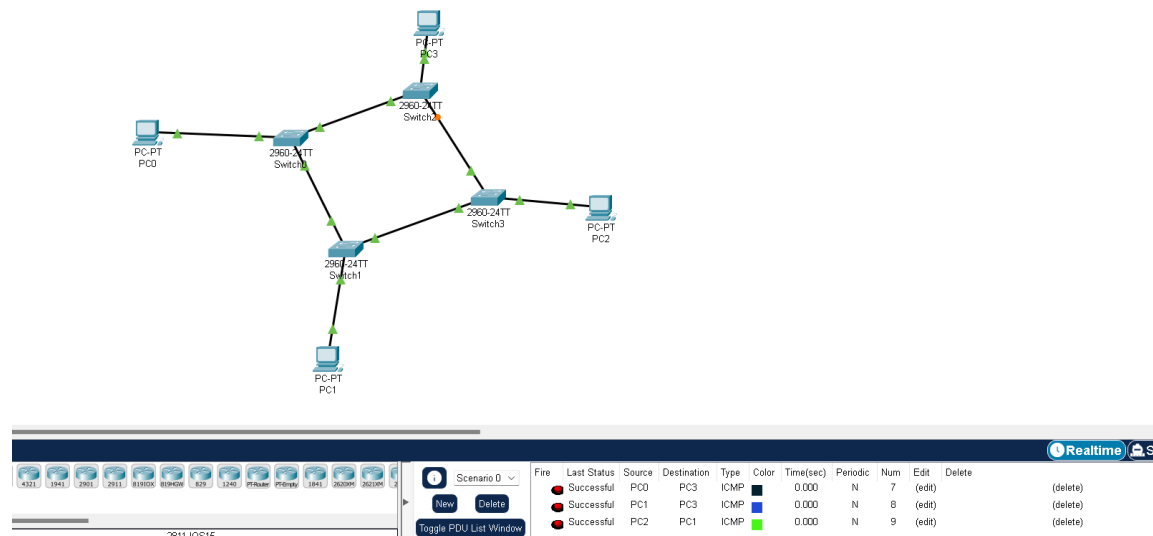 PC-PT
PC3
2960-24TT
Switch2
PC-PT
PC0
2960-24TT
Switch0
2960-24TT
Switch3
PC-PT
PC2
2960-24TT
Switch1
PC-PT
PC1
Realtime S
4321 1941 2901 2911 819IOX 819HGW 829 1240 PT-Router PT-Empty 1841 2620XM 2621XM 2
Scenario 0
New Delete
Toggle PDU List Window
Fire Last Status Source Destination Type Color Time(sec) Periodic Num Edit Delete
Successful PC0 PC3 ICMP 0.000 N 7 (edit) (delete)
Successful PC1 PC3 ICMP 0.000 N 8 (edit) (delete)
Successful PC2 PC1 ICMP 0.000 N 9 (edit) (delete)